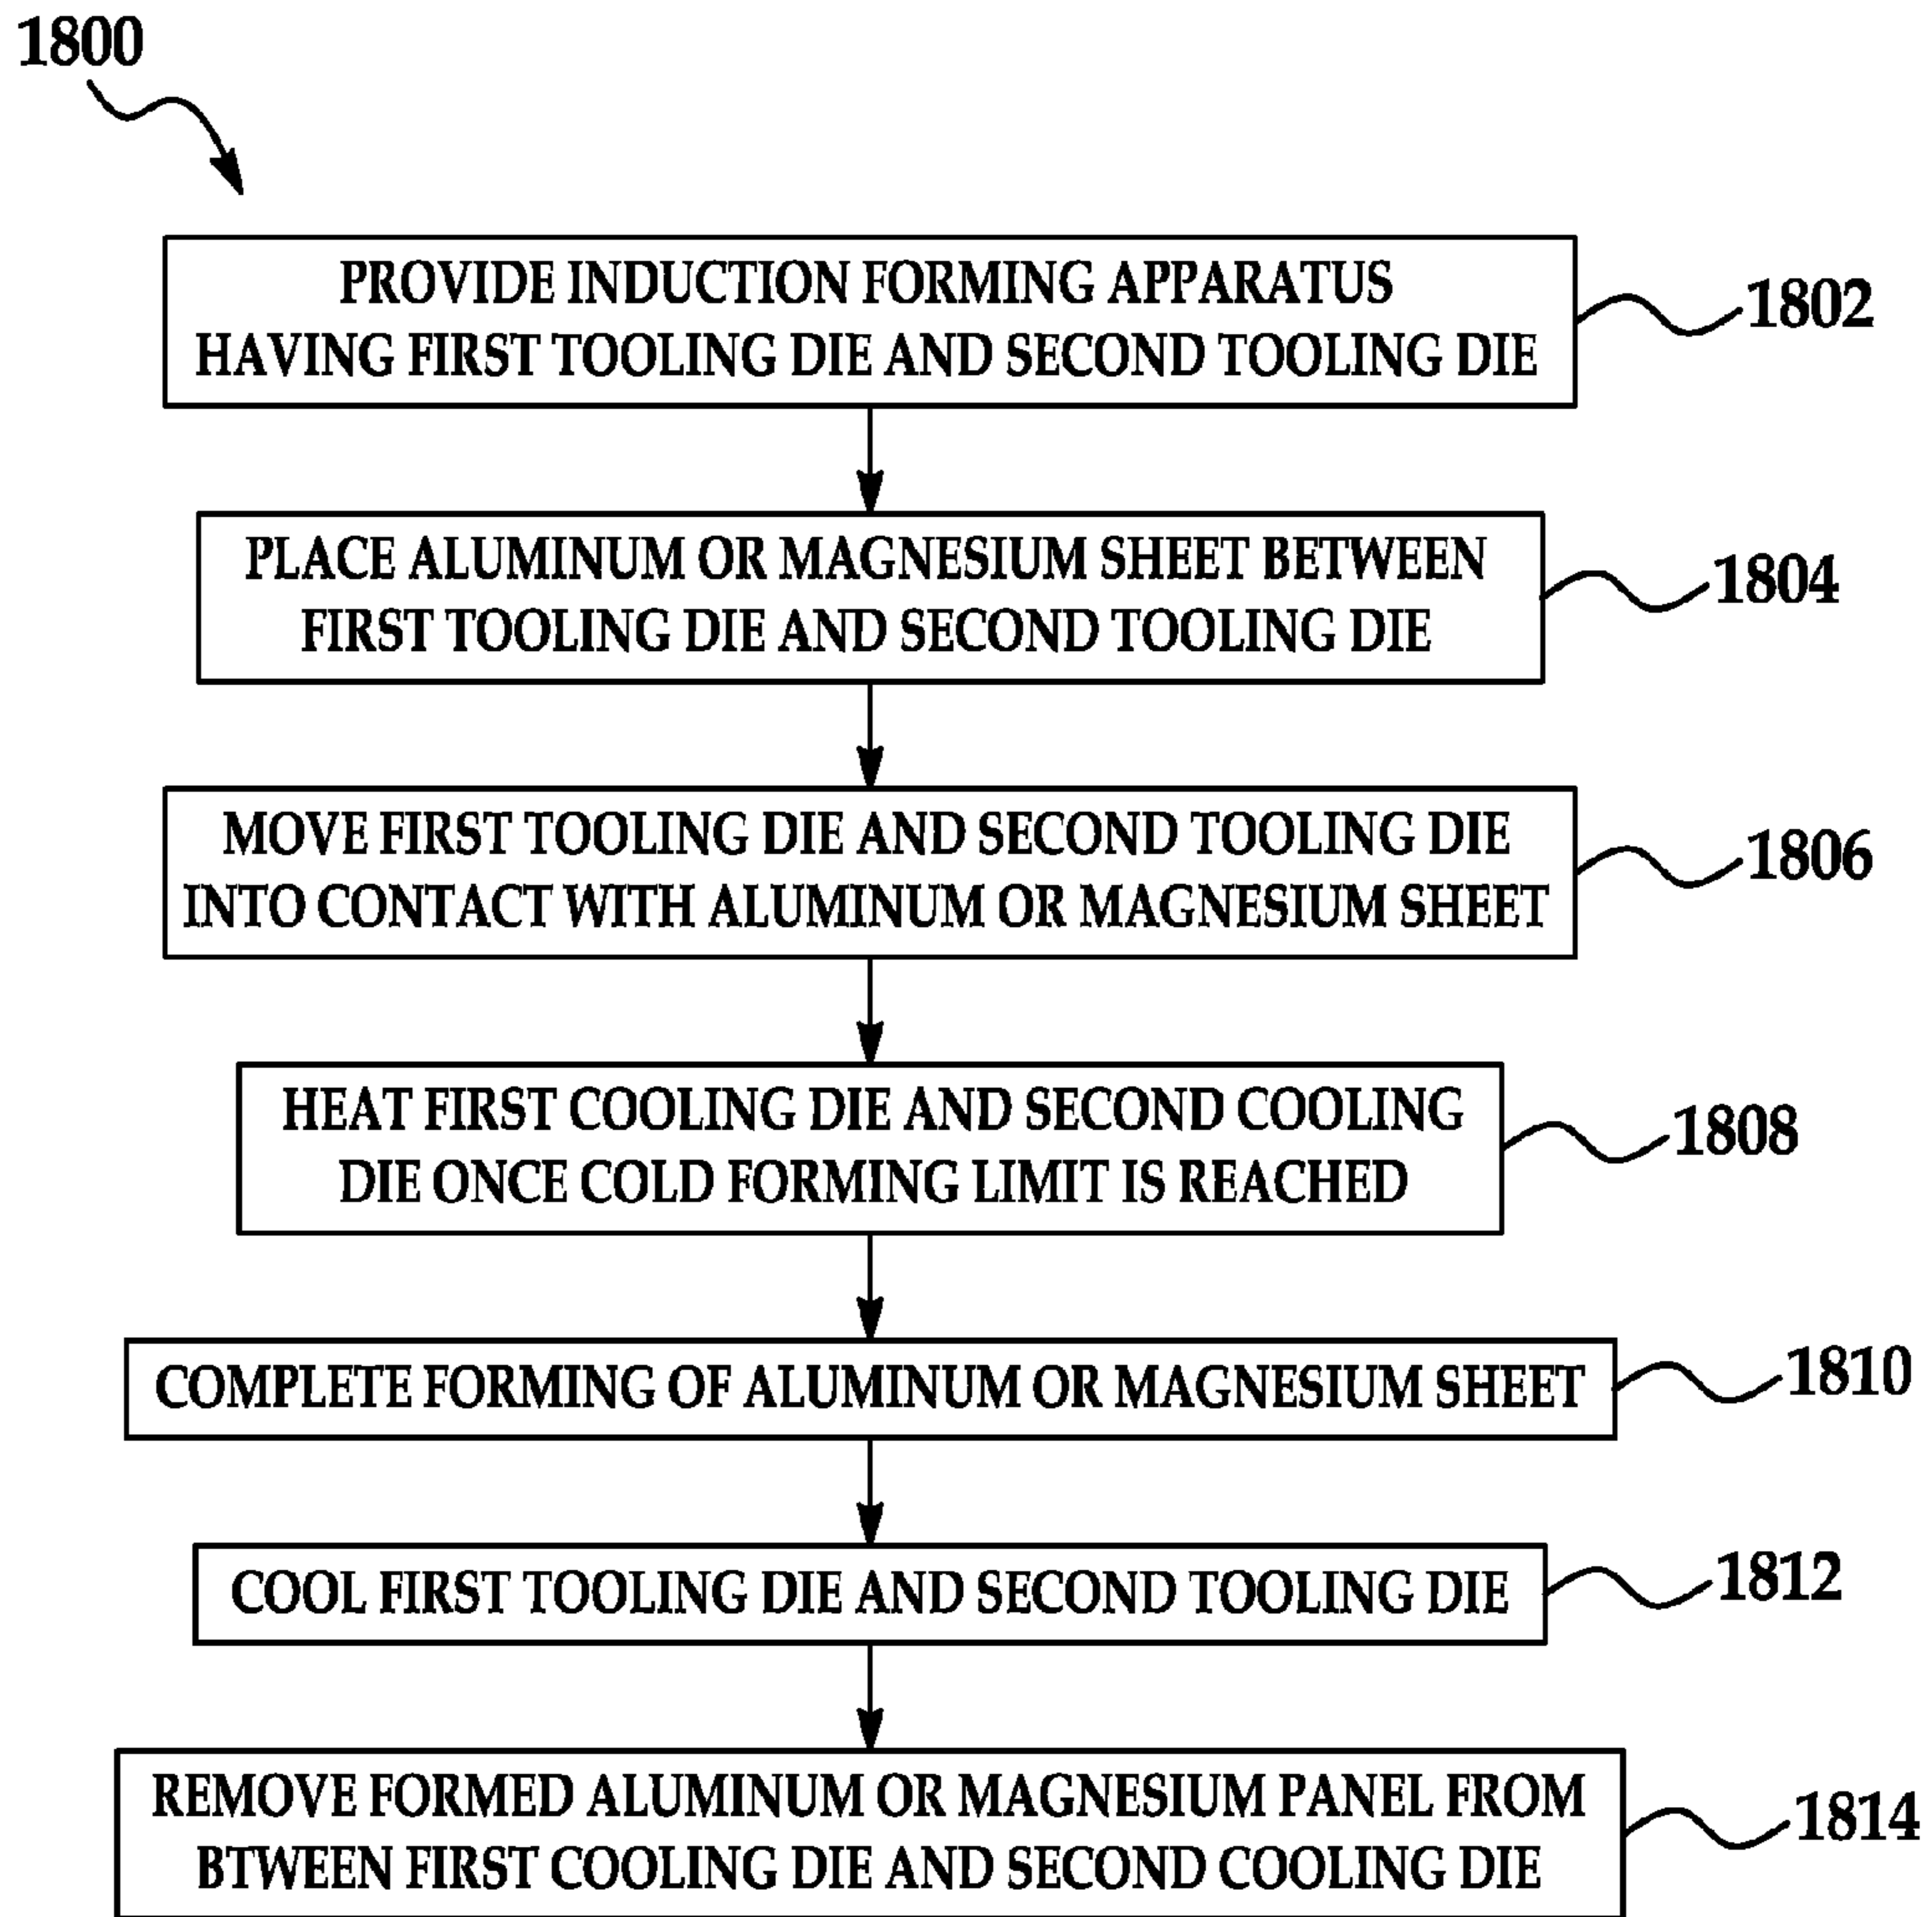 1800
PROVIDE INDUCTION FORMING APPARATUS
HAVING FIRST TOOLING DIE AND SECOND TOOLING DIE
1802
PLACE ALUMINUM OR MAGNESIUM SHEET BETWEEN
FIRST TOOLING DIE AND SECOND TOOLING DIE
1804
MOVE FIRST TOOLING DIE AND SECOND TOOLING DIE
INTO CONTACT WITH ALUMINUM OR MAGNESIUM SHEET
1806
HEAT FIRST COOLING DIE AND SECOND COOLING
DIE ONCE COLD FORMING LIMIT IS REACHED
1808
COMPLETE FORMING OF ALUMINUM OR MAGNESIUM SHEET
1810
COOL FIRST TOOLING DIE AND SECOND TOOLING DIE
1812
REMOVE FORMED ALUMINUM OR MAGNESIUM PANEL FROM
BTWEEN FIRST COOLING DIE AND SECOND COOLING DIE
1814